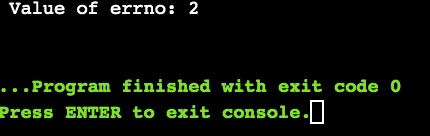 Value of errno: 2
...Program finished with exit code 0
Press ENTER to exit console.